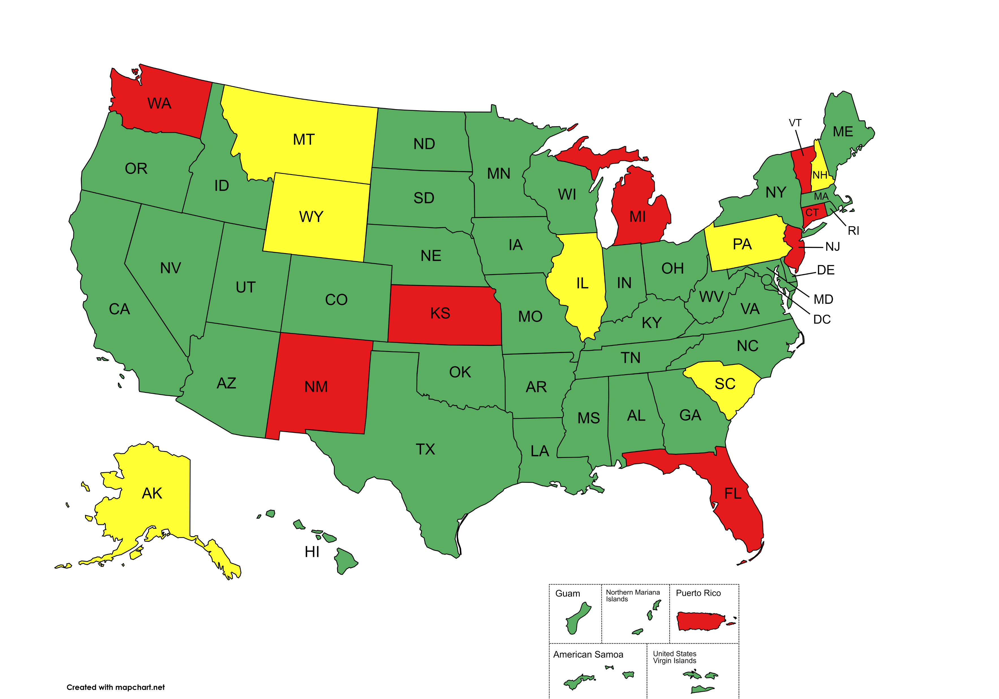 WA
MT
ND
MN
VT
ME
OR
ID
SD
WI
MI
NY
NH
MA
CT
RI
WY
NV
UT
CO
NE
IA
IL
IN
OH
PA
NJ
DE
MD
DC
CA
KS
MO
KY
WV
VA
AZ
NM
OK
AR
TN
NC
SC
TX
LA
MS
AL
GA
FL
AK
HI
Guam
Northern Mariana
Islands
Puerto Rico
American Samoa
United States
Virgin Islands
Created with mapchart.net